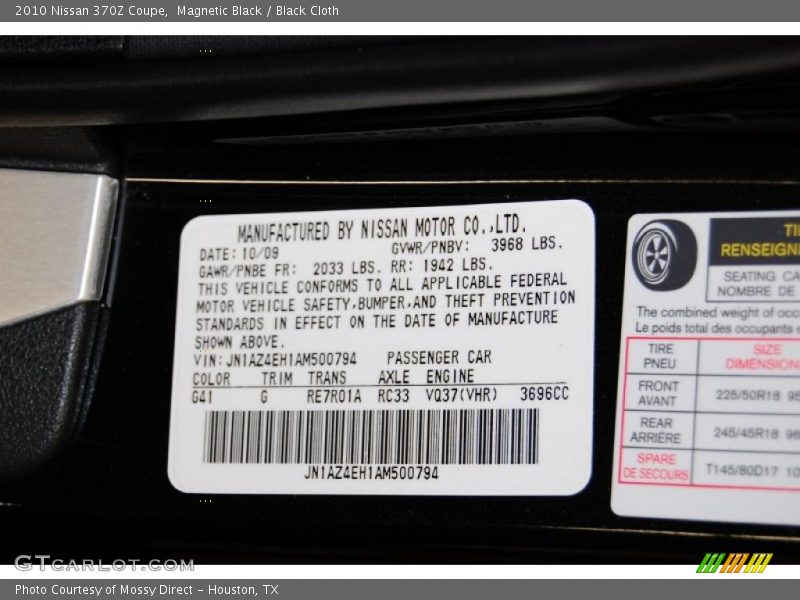 2010 Nissan 370Z Coupe, Magnetic Black / Black Cloth
MANUFACTURED BY NISSAN MOTOR CO.,LTD.
DATE: 10/09 GVWR/PNBV: 3968 LBS.
GAWR/PNBE FR: 2033 LBS. RR: 1942 LBS.
THIS VEHICLE CONFORMS TO ALL APPLICABLE FEDERAL
MOTOR VEHICLE SAFETY,BUMPER,AND THEFT PREVENTION
STANDARDS IN EFFECT ON THE DATE OF MANUFACTURE
SHOWN ABOVE.
VIN: JN1AZ4EH1AM500794 PASSENGER CAR
COLOR TRIM TRANS AXLE ENGINE
G41 G RE7R01A RC33 VQ37(VHR) 3696CC
JN1AZ4EH1AM500794
RENSEIGN
SEATING CA
NOMBRE DE
The combined weight of occ
Le poids total des occupants
TIRE SIZE
PNEU DIMENSION
FRONT
AVANT 225/50R18 95
REAR
ARRIÈRE 245/45R18 96
SPARE
DE SECOURS T145/80D17 10
GTCarLot.com
Photo Courtesy of Mossy Direct – Houston, TX